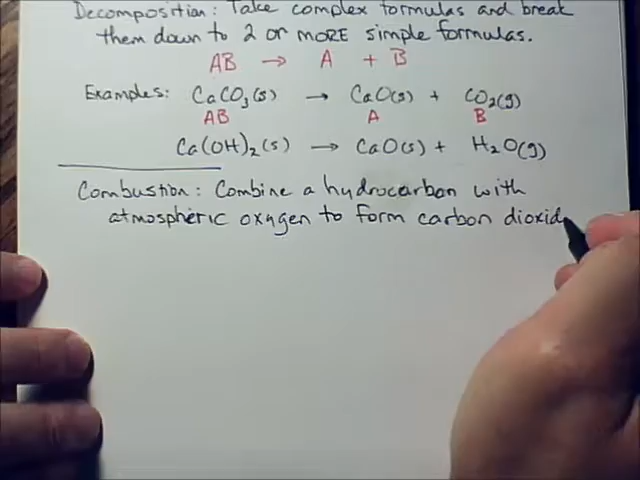 Decomposition: Take complex formulas and break
them down to 2 or MORE simple formulas.
AB → A + B
Examples: CaCO₃(s) → CaO(s) + CO₂(g)
AB A B
Ca(OH)₂(s) → CaO(s) + H₂O(g)
Combustion: Combine a hydrocarbon with
atmospheric oxygen to form carbon dioxid